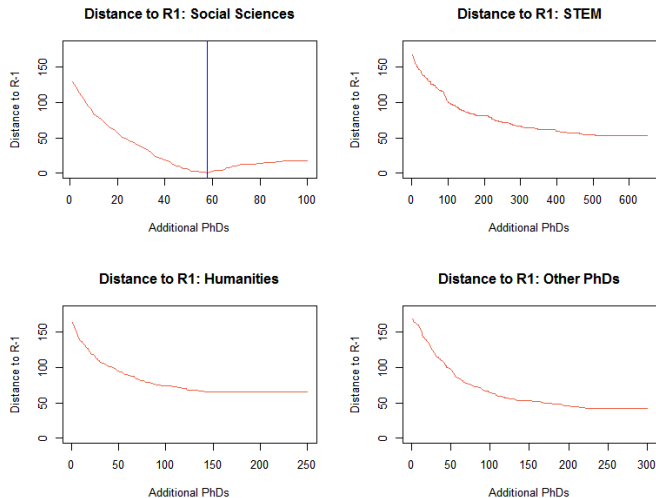 Distance to R1: Social Sciences
Distance to R-1
150
100
50
0
0 20 40 60 80 100
Additional PhDs
Distance to R1: STEM
Distance to R-1
150
100
50
0
0 100 200 300 400 500 600
Additional PhDs
Distance to R1: Humanities
Distance to R-1
150
100
50
0
0 50 100 150 200 250
Additional PhDs
Distance to R1: Other PhDs
Distance to R-1
150
100
50
0
0 50 100 150 200 250 300
Additional PhDs